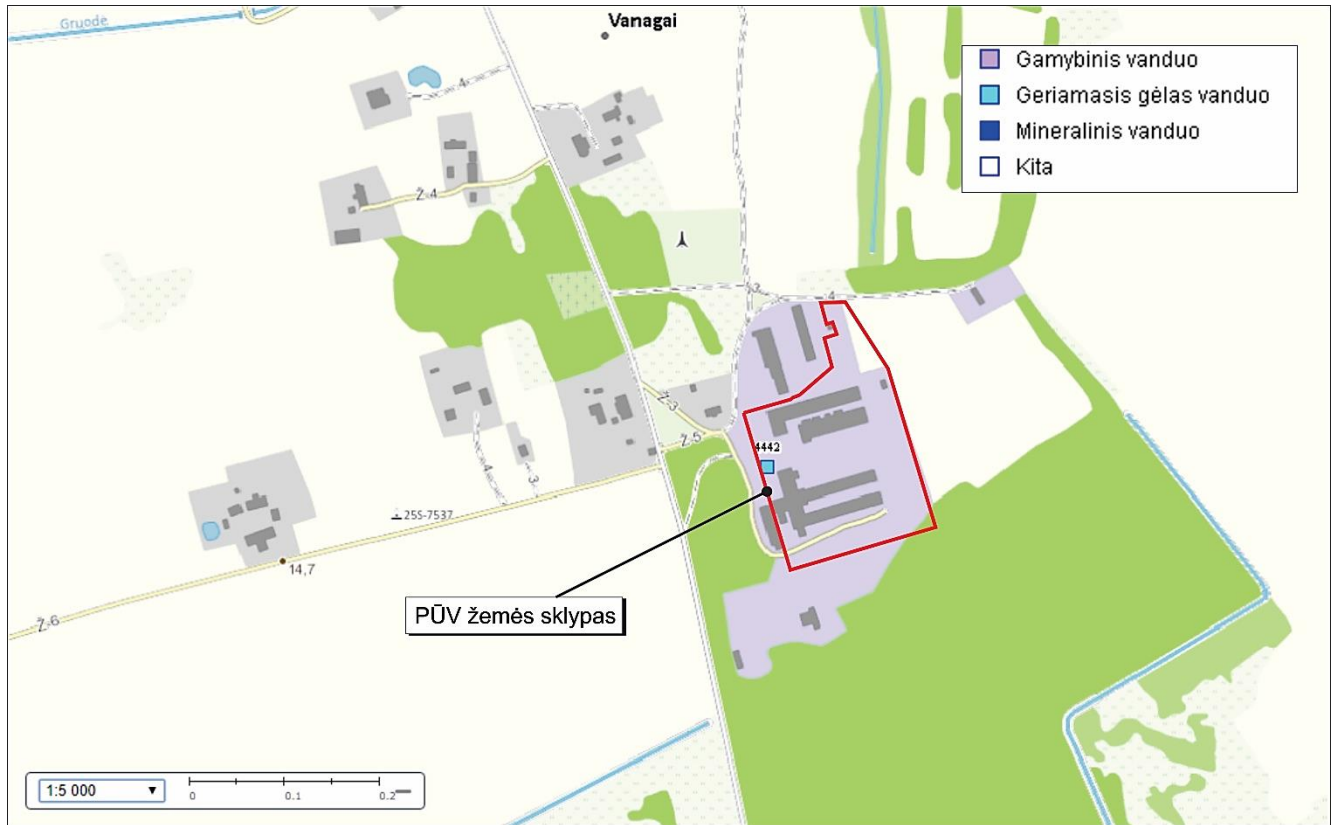 Gruodė
Vanagai
Gamybinis vanduo
Geriamasis gėlas vanduo
Mineralinis vanduo
Kita
4
Ž-4
3
4
Ž-3
Ž-5
4442
4
3
255-7537
14,7
PŪV žemės sklypas
Ž-6
1:5 000
0
0.1
0.2